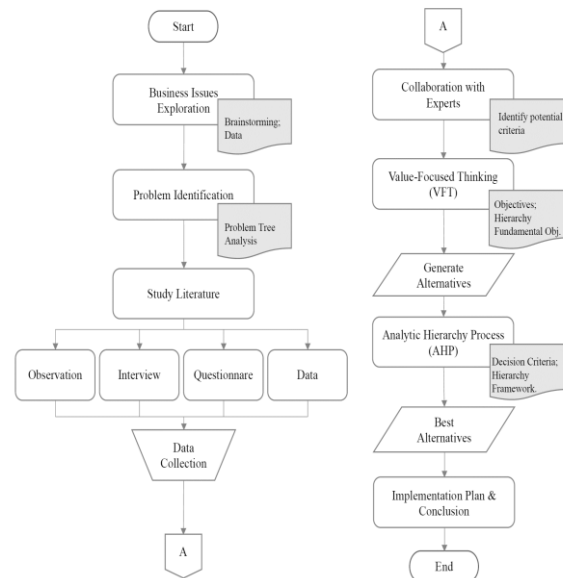 Start
Business Issues
Exploration
Brainstorming;
Data
Problem Identification
Problem Tree
Analysis
Study Literature
Observation
Interview
Questionnare
Data
Data
Collection
A
A
Collaboration with
Experts
Identify potential
criteria
Value-Focused Thinking
(VFT)
Objectives;
Hierarchy
Fundamental Obj.
Generate
Alternatives
Analytic Hierarchy Process
(AHP)
Decision Criteria;
Hierarchy
Framework.
Best
Alternatives
Implementation Plan &
Conclusion
End